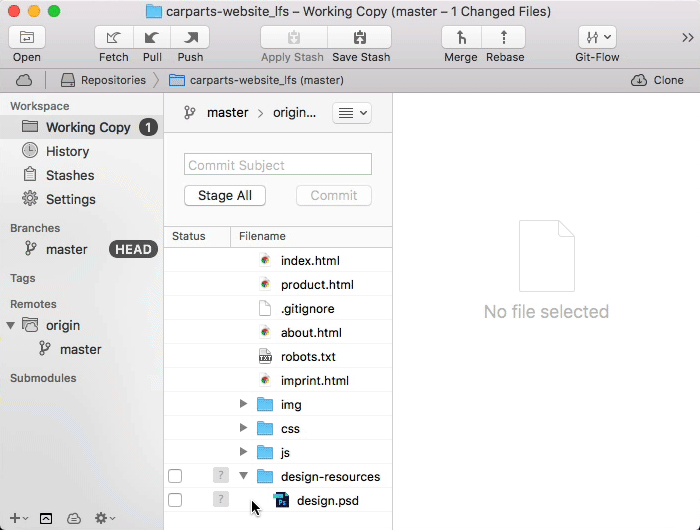 carparts-website_lfs – Working Copy (master – 1 Changed Files)
Open
Fetch
Pull
Push
Apply Stash
Save Stash
Merge
Rebase
Git-Flow
Repositories
carparts-website_lfs (master)
Clone
Workspace
Working Copy 1
History
Stashes
Settings
Branches
master HEAD
Tags
Remotes
origin
master
Submodules
master > origin...
Commit Subject
Stage All
Commit
Status
Filename
index.html
product.html
.gitignore
about.html
TXT robots.txt
imprint.html
img
css
js
? design-resources
? Ps design.psd
No file selected